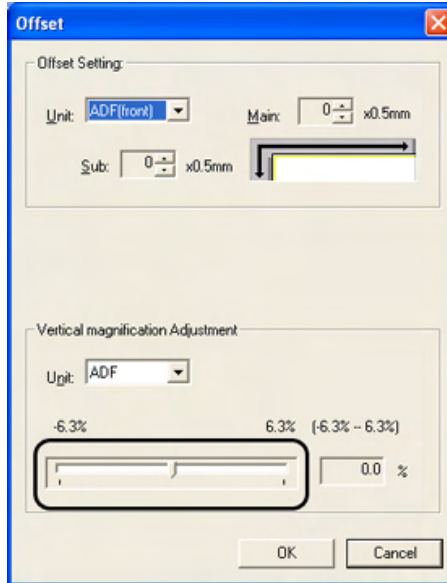 Offset
Offset Setting:
Unit: ADF(front) Main: 0 x0.5mm
Sub: 0 x0.5mm
Vertical magnification Adjustment
Unit: ADF
-6.3% 6.3% (-6.3% -- 6.3%)
0.0 %
OK Cancel